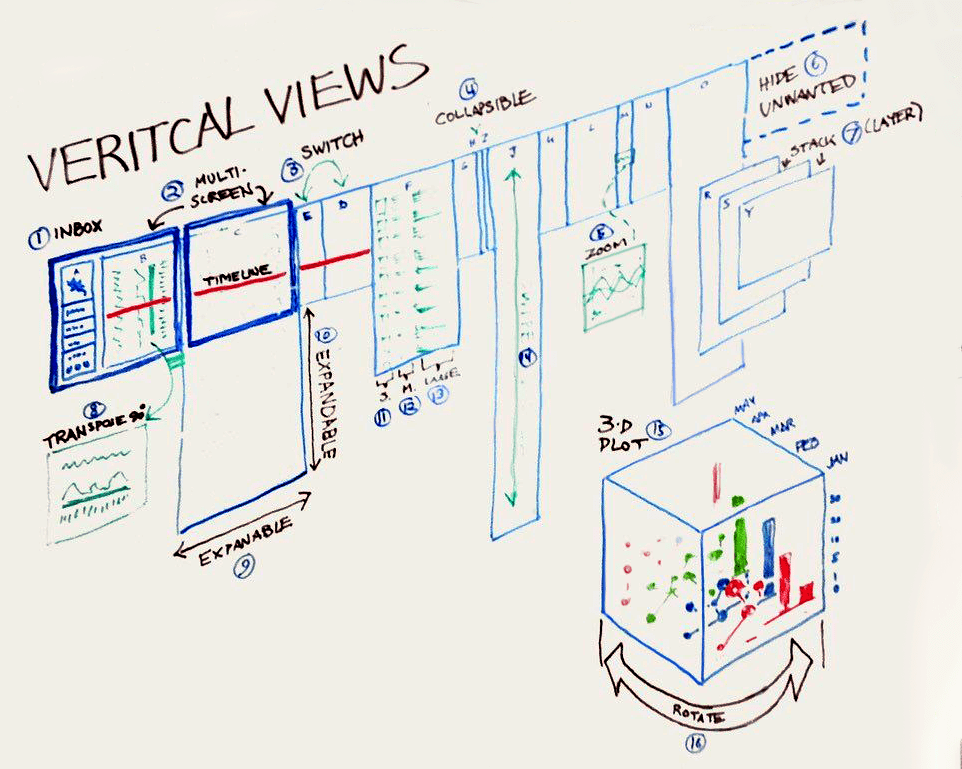 VERITCAL VIEWS
1 INBOX
2 MULTI-
SCREEN
3 SWITCH
4
COLLAPSIBLE
HIDE 6
UNWANTED
STACK 7 (LAYER)
A
B
C
TIMELINE
E
D
F
G
H
I
J
K
L
M
N
O
R
S
Y
ZOOM
8
TRANSPOSE 90°
10 EXPANDABLE
EXPANABLE
9
S.
M.
LARGE
11
12
13
14
3-D
PLOT 15
MAY
APR
MAR
FEB
JAN
ROTATE
16